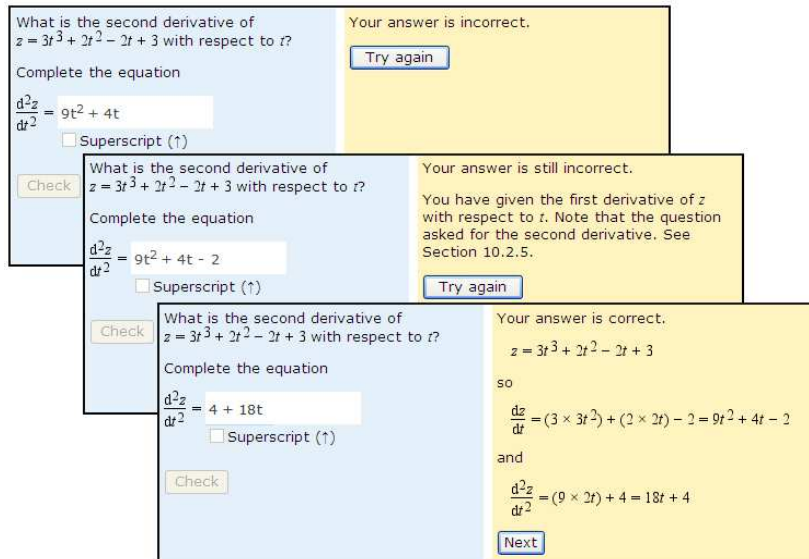 What is the second derivative of
z = 3t³ + 2t² − 2t + 3 with respect to t?
Complete the equation
d²z/dt² = 9t² + 4t
Superscript (↑)
Check
Your answer is incorrect.
Try again
What is the second derivative of
z = 3t³ + 2t² − 2t + 3 with respect to t?
Complete the equation
d²z/dt² = 9t² + 4t - 2
Superscript (↑)
Check
Your answer is still incorrect.
You have given the first derivative of z
with respect to t. Note that the question
asked for the second derivative. See
Section 10.2.5.
Try again
What is the second derivative of
z = 3t³ + 2t² − 2t + 3 with respect to t?
Complete the equation
d²z/dt² = 4 + 18t
Superscript (↑)
Check
Your answer is correct.
z = 3t³ + 2t² − 2t + 3
so
dz/dt = (3 × 3t²) + (2 × 2t) − 2 = 9t² + 4t − 2
and
d²z/dt² = (9 × 2t) + 4 = 18t + 4
Next